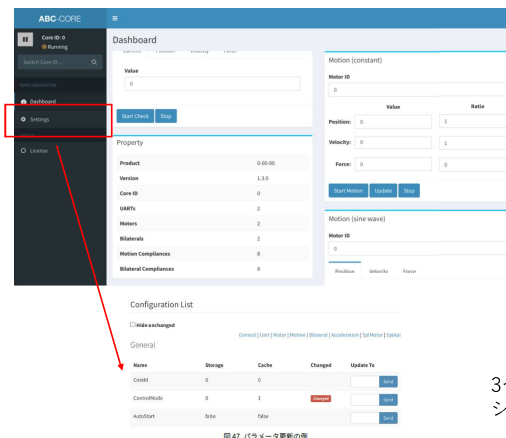 ABC-CORE
Core ID: 0
Running
Switch Core ID ...
MAIN NAVIGATION
Dashboard
Settings
License
Dashboard
Value
0
Start Check Stop
Property
Product 0-00-00
Version 1.3.0
Core ID 0
UARTs 2
Motors 2
Bilaterals 2
Motion Compliances 8
Bilateral Compliances 8
Motion (constant)
Motor ID
0
Value Ratio
Position: 0 1
Velocity: 0 1
Force: 0 0
Start Motion Update Stop
Motion (sine wave)
Motor ID
0
Position Velocity Force
Configuration List
Hide unchanged
General | Uart | Motor | Motion | Bilateral | Acceleration | SpiMotor |
General
Name Storage Cache Changed Update To
CoreId 0 0 Send
ControlMode 0 1 Changed Send
AutoStart false false Send
図47 パラメータ更新の例